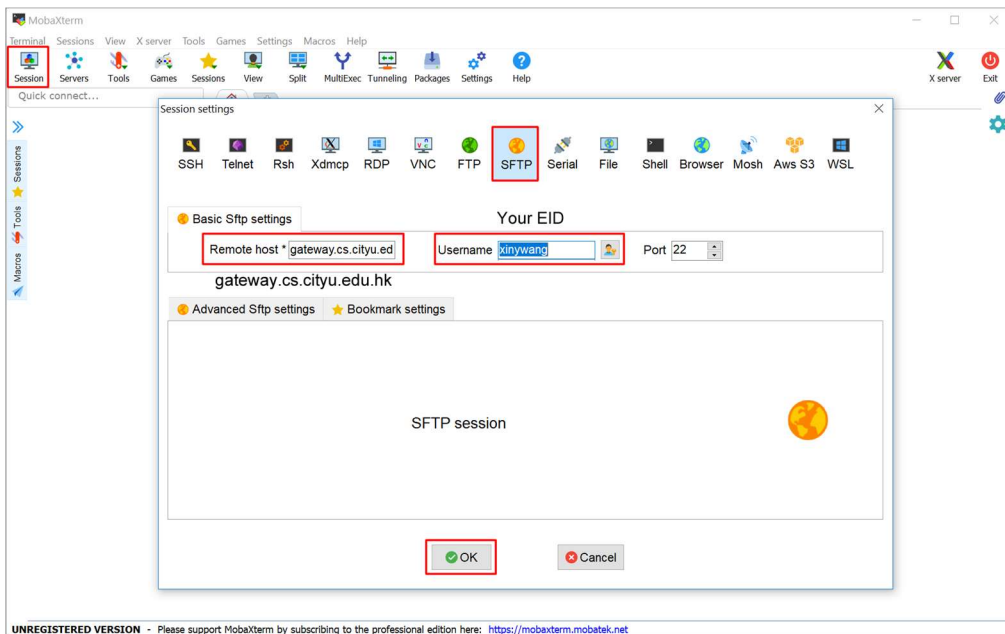 MobaXterm
Terminal Sessions View X server Tools Games Settings Macros Help
Session Servers Tools Games Sessions View Split MultiExec Tunneling Packages Settings Help X server Exit
Quick connect...
Session settings
SSH Telnet Rsh Xdmcp RDP VNC FTP SFTP Serial File Shell Browser Mosh Aws S3 WSL
Sessions
Tools
Macros
Basic Sftp settings
Your EID
Remote host * gateway.cs.cityu.ed Username xinywang Port 22
gateway.cs.cityu.edu.hk
Advanced Sftp settings Bookmark settings
SFTP session
OK Cancel
UNREGISTERED VERSION - Please support MobaXterm by subscribing to the professional edition here: https://mobaxterm.mobatek.net